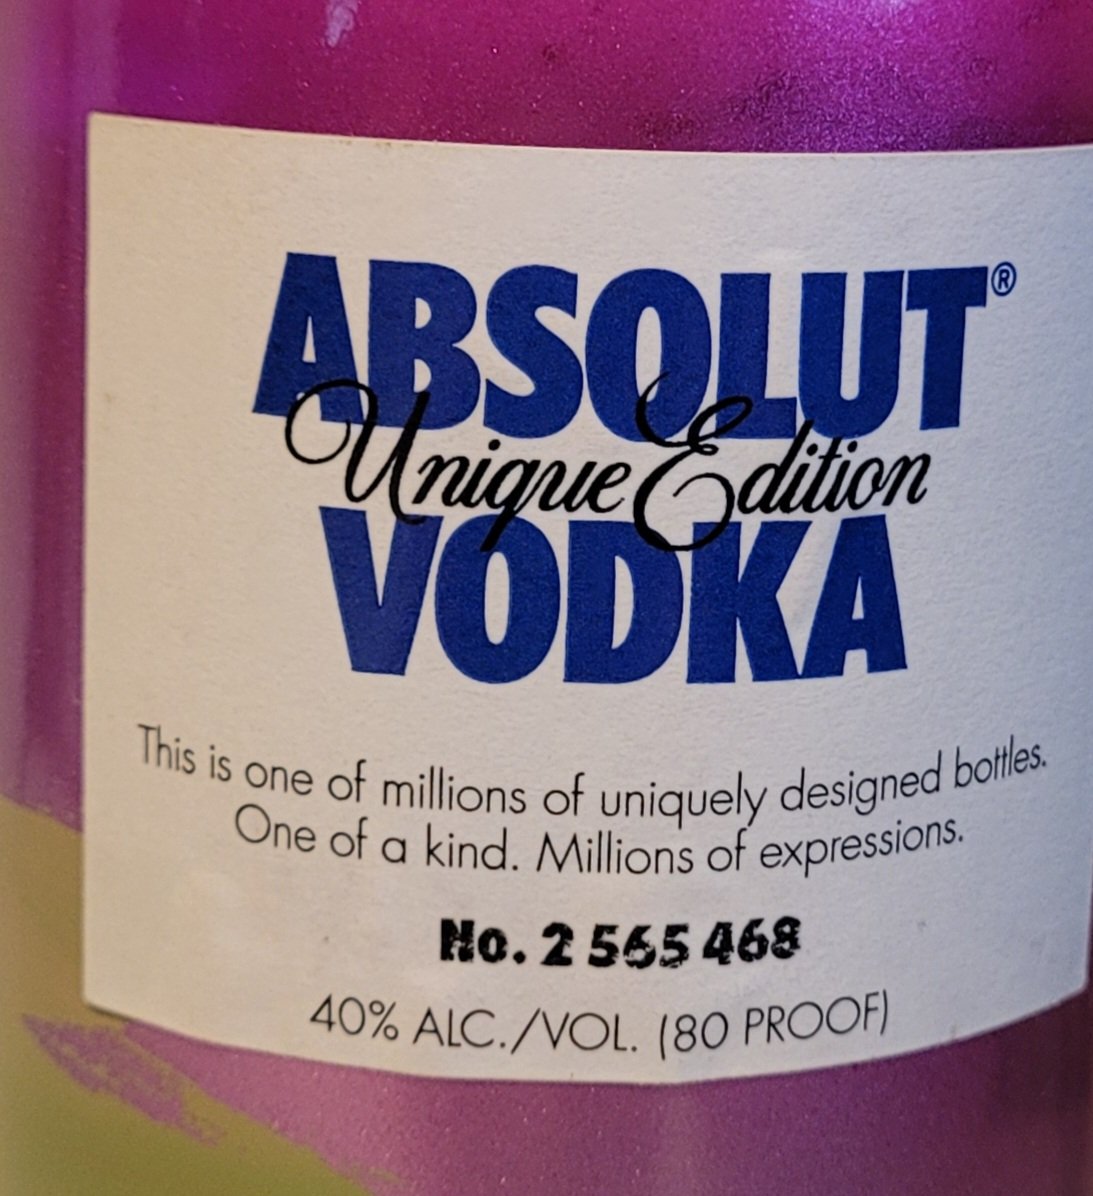 ABSOLUT®
Unique Edition
VODKA
This is one of millions of uniquely designed bottles.
One of a kind. Millions of expressions.
No. 2 565 468
40% ALC./VOL. (80 PROOF)